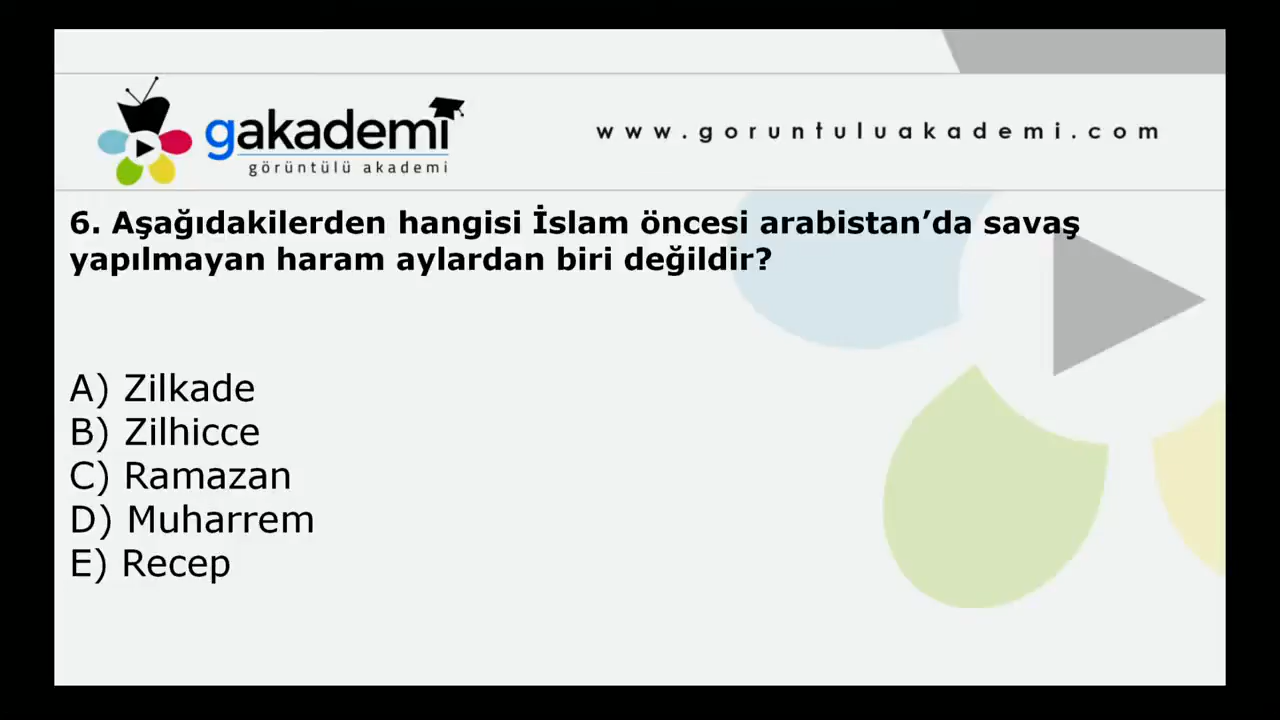 gakademi
görüntülü akademi
www.goruntuluakademi.com
6. Aşağıdakilerden hangisi İslam öncesi arabistan’da savaş
yapılmayan haram aylardan biri değildir?
A) Zilkade
B) Zilhicce
C) Ramazan
D) Muharrem
E) Recep